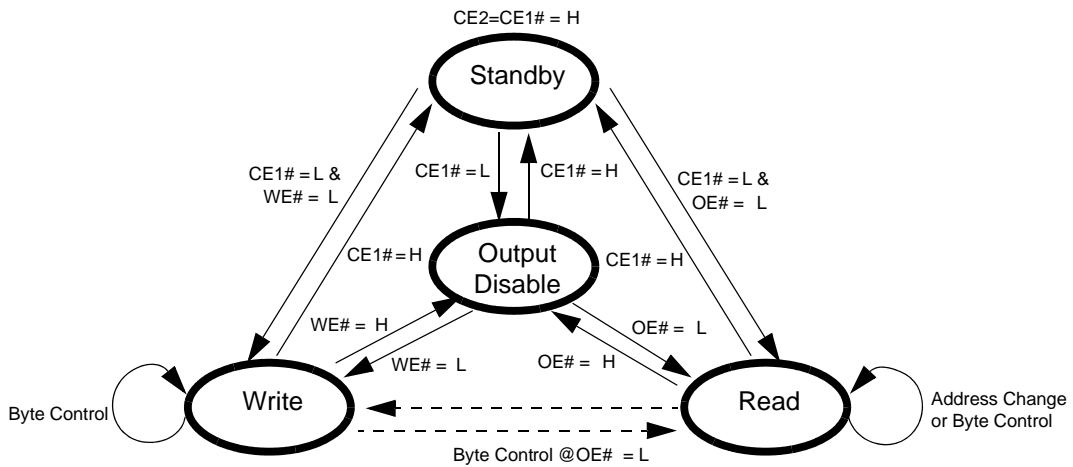 CE2=CE1# = H
Standby
CE1# = L &
WE# = L
CE1# = L
CE1# = H
CE1# = L &
OE# = L
CE1# = H
Output
Disable
CE1# = H
WE# = H
OE# = L
WE# = L
OE# = H
Byte Control
Write
Read
Address Change
or Byte Control
Byte Control @OE# = L